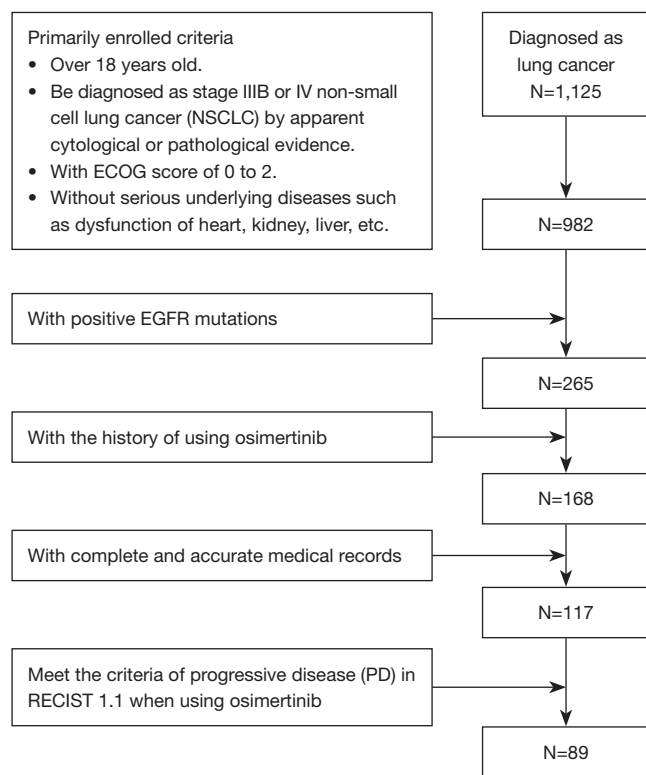 Primarily enrolled criteria
• Over 18 years old.
• Be diagnosed as stage IIIB or IV non-small
cell lung cancer (NSCLC) by apparent
cytological or pathological evidence.
• With ECOG score of 0 to 2.
• Without serious underlying diseases such
as dysfunction of heart, kidney, liver, etc.
Diagnosed as
lung cancer
N=1,125
N=982
With positive EGFR mutations
N=265
With the history of using osimertinib
N=168
With complete and accurate medical records
N=117
Meet the criteria of progressive disease (PD) in
RECIST 1.1 when using osimertinib
N=89